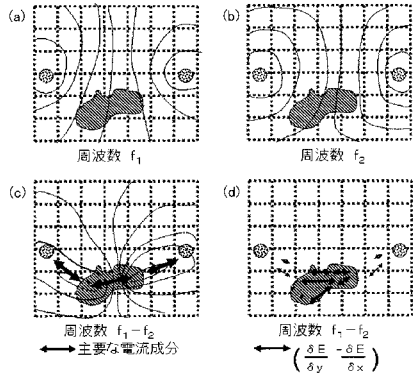 (a)
(b)
周波数 f₁
周波数 f₂
(c)
(d)
周波数 f₁−f₂
主要な電流成分
周波数 f₁−f₂
(δE/δy −δE/δx)